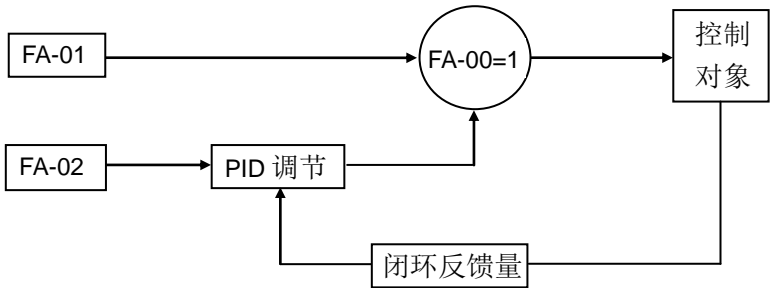 FA-01
FA-00=1
控制
对象
FA-02
PID 调节
闭环反馈量